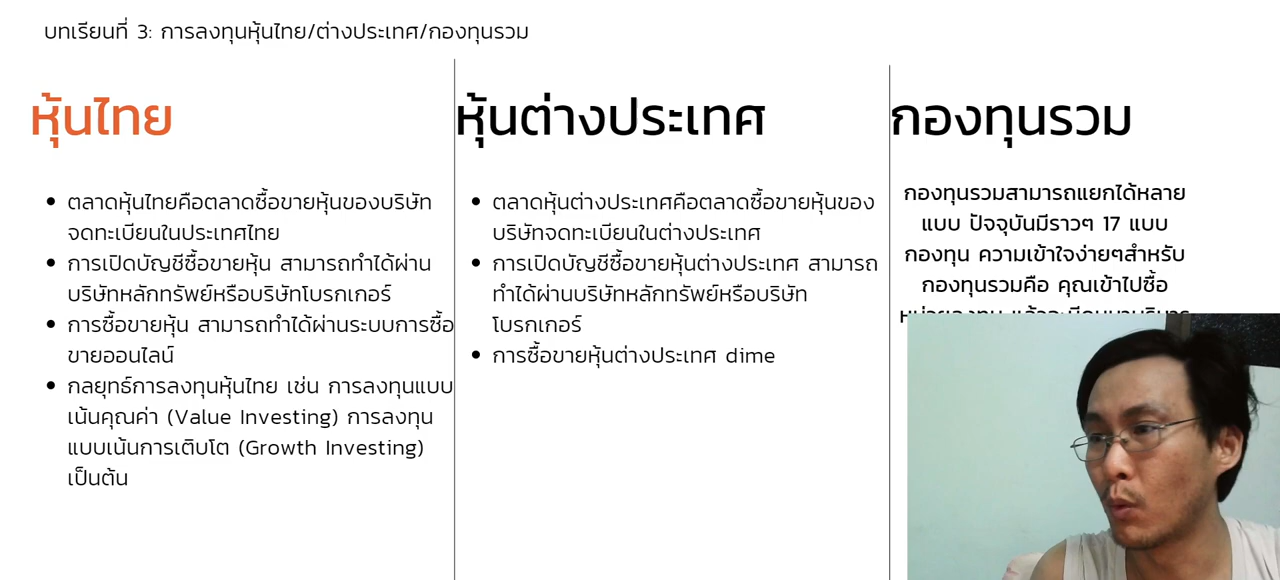 บทเรียนที่ 3: การลงทุนหุ้นไทย/ต่างประเทศ/กองทุนรวม
หุ้นไทย
• ตลาดหุ้นไทยคือตลาดซื้อขายหุ้นของบริษัท
จดทะเบียนในประเทศไทย
• การเปิดบัญชีซื้อขายหุ้น สามารถทำได้ผ่าน
บริษัทหลักทรัพย์หรือบริษัทโบรกเกอร์
• การซื้อขายหุ้น สามารถทำได้ผ่านระบบการซื้อ
ขายออนไลน์
• กลยุทธ์การลงทุนหุ้นไทย เช่น การลงทุนแบบ
เน้นคุณค่า (Value Investing) การลงทุน
แบบเน้นการเติบโต (Growth Investing)
เป็นต้น
หุ้นต่างประเทศ
• ตลาดหุ้นต่างประเทศคือตลาดซื้อขายหุ้นของ
บริษัทจดทะเบียนในต่างประเทศ
• การเปิดบัญชีซื้อขายหุ้นต่างประเทศ สามารถ
ทำได้ผ่านบริษัทหลักทรัพย์หรือบริษัท
โบรกเกอร์
• การซื้อขายหุ้นต่างประเทศ dime
กองทุนรวม
กองทุนรวมสามารถแยกได้หลาย
แบบ ปัจจุบันมีราวๆ 17 แบบ
กองทุน ความเข้าใจง่ายๆสำหรับ
กองทุนรวมคือ คุณเข้าไปซื้อ